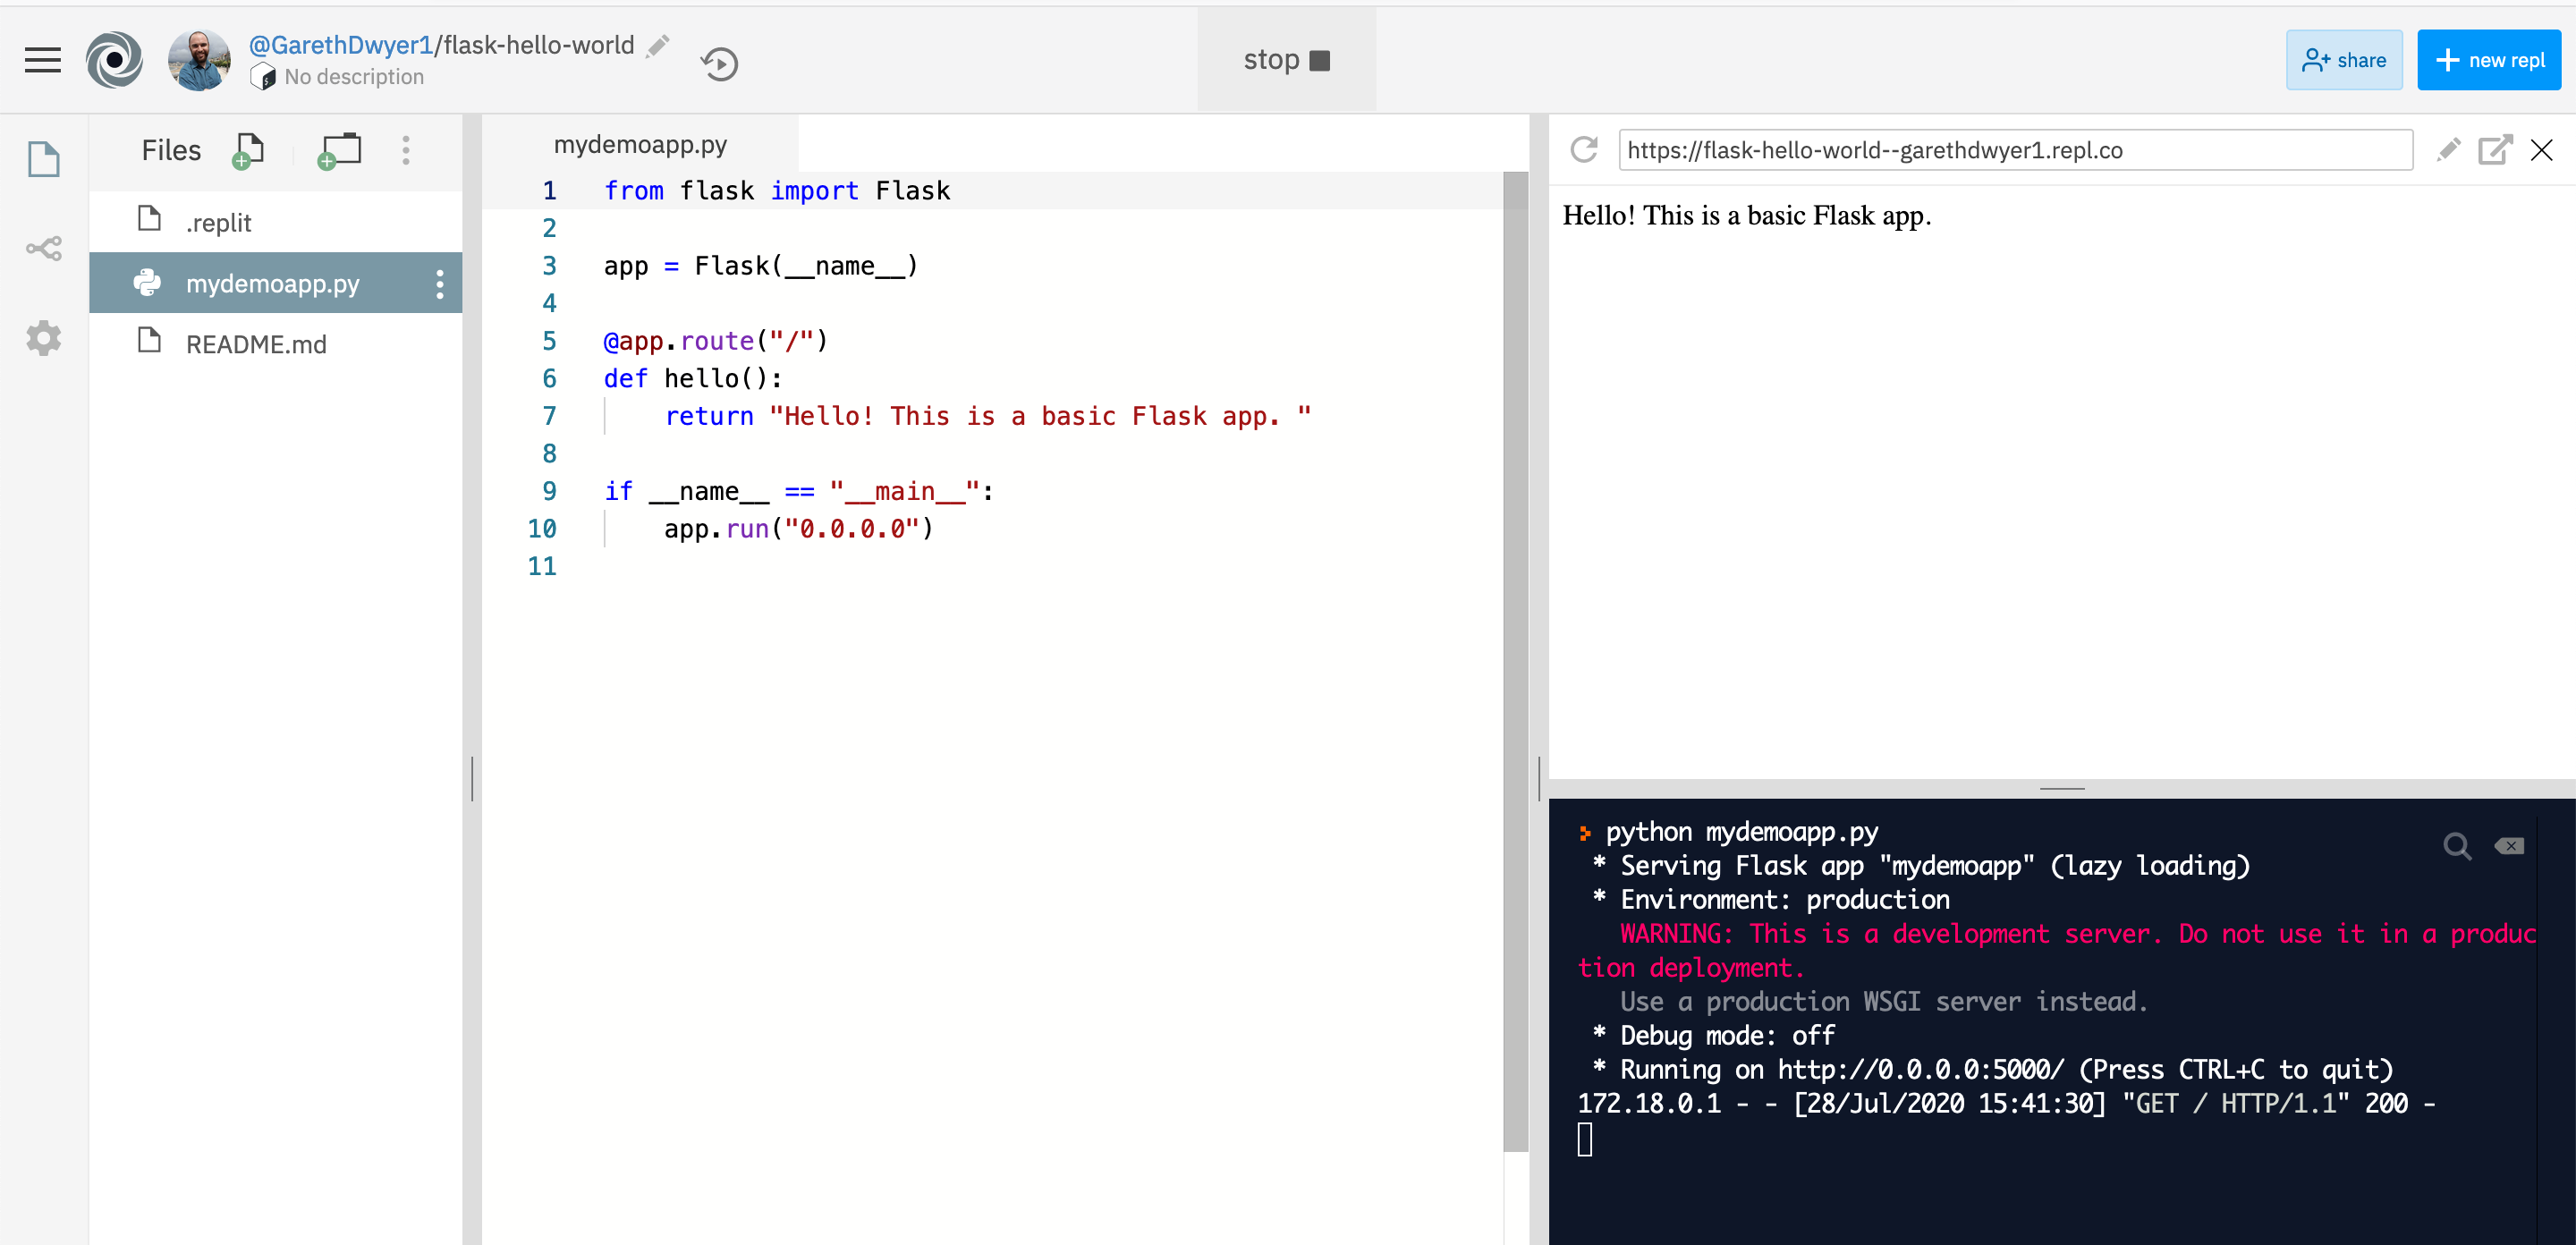 @GarethDwyer1/flask-hello-world
No description
stop
share
+ new repl
Files
.replit
mydemoapp.py
README.md
mydemoapp.py
1 from flask import Flask
2
3 app = Flask(__name__)
4
5 @app.route("/")
6 def hello():
7     return "Hello! This is a basic Flask app. "
8
9 if __name__ == "__main__":
10     app.run("0.0.0.0")
11
https://flask-hello-world--garethdwyer1.repl.co
Hello! This is a basic Flask app.
python mydemoapp.py
 * Serving Flask app "mydemoapp" (lazy loading)
 * Environment: production
   WARNING: This is a development server. Do not use it in a produc
tion deployment.
   Use a production WSGI server instead.
 * Debug mode: off
 * Running on http://0.0.0.0:5000/ (Press CTRL+C to quit)
172.18.0.1 - - [28/Jul/2020 15:41:30] "GET / HTTP/1.1" 200 -